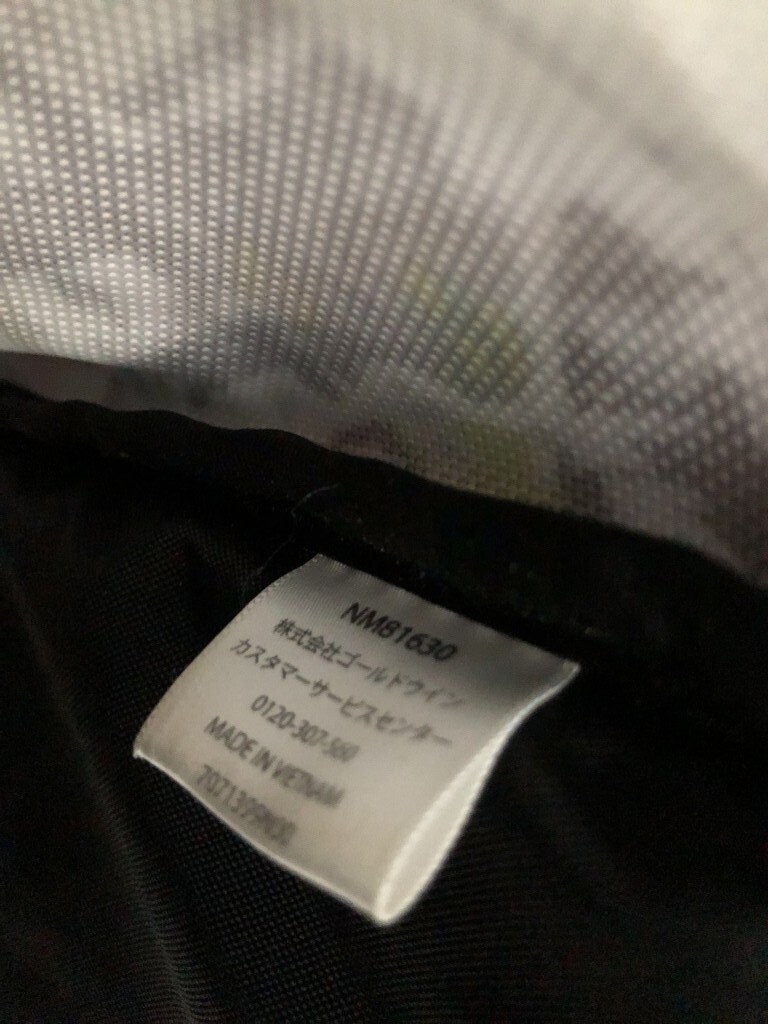 NM81630
株式会社ゴールドウイン
カスタマーサービスセンター
0120-307-560
MADE IN VIETNAM